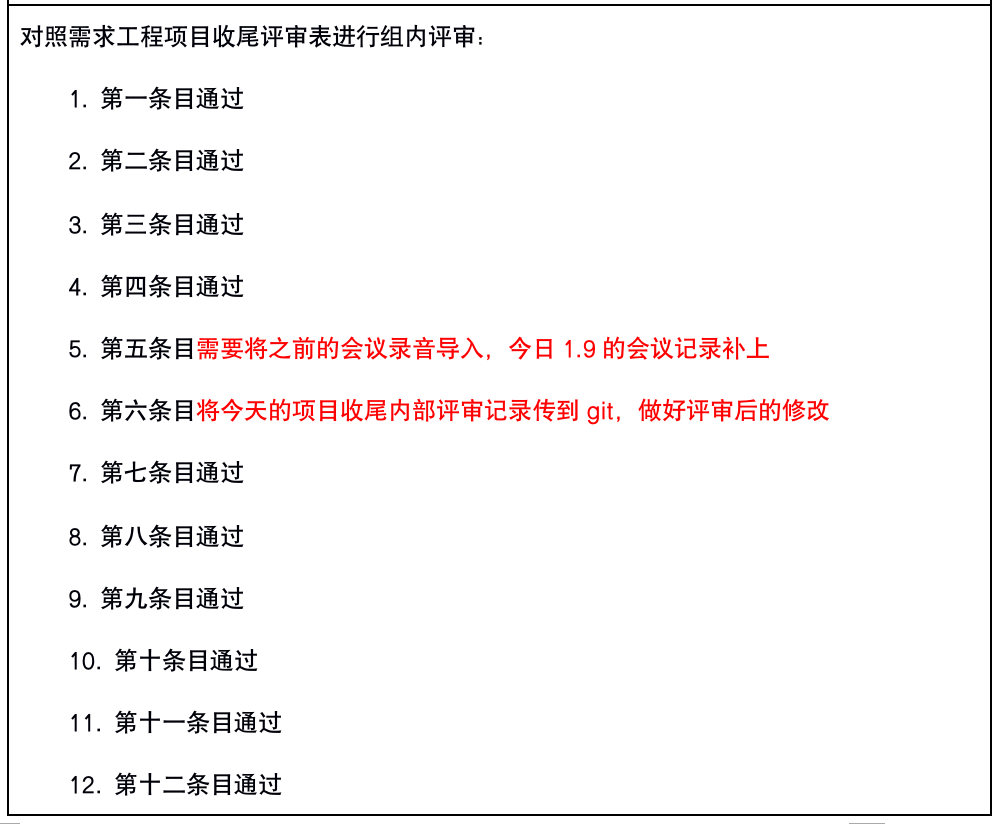 对照需求工程项目收尾评审表进行组内评审：
1. 第一条目通过
2. 第二条目通过
3. 第三条目通过
4. 第四条目通过
5. 第五条目需要将之前的会议录音导入，今日 1.9 的会议记录补上
6. 第六条目将今天的项目收尾内部评审记录传到 git，做好评审后的修改
7. 第七条目通过
8. 第八条目通过
9. 第九条目通过
10. 第十条目通过
11. 第十一条目通过
12. 第十二条目通过